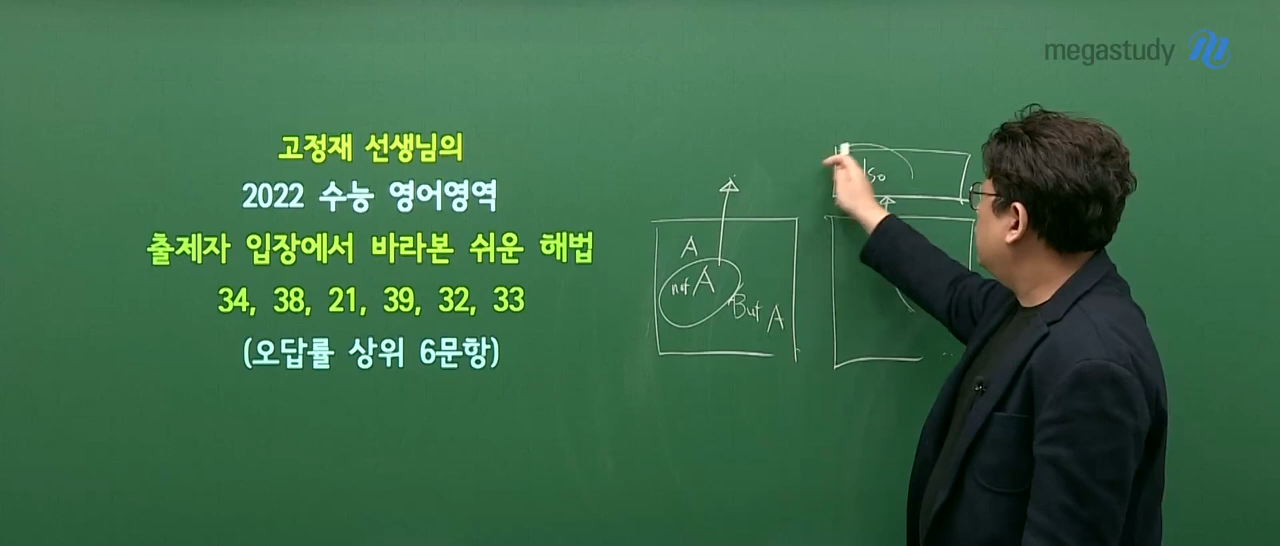 megastudy
고정재 선생님의
2022 수능 영어영역
출제자 입장에서 바라본 쉬운 해법
34, 38, 21, 39, 32, 33
(오답률 상위 6문항)
A
not A
But A